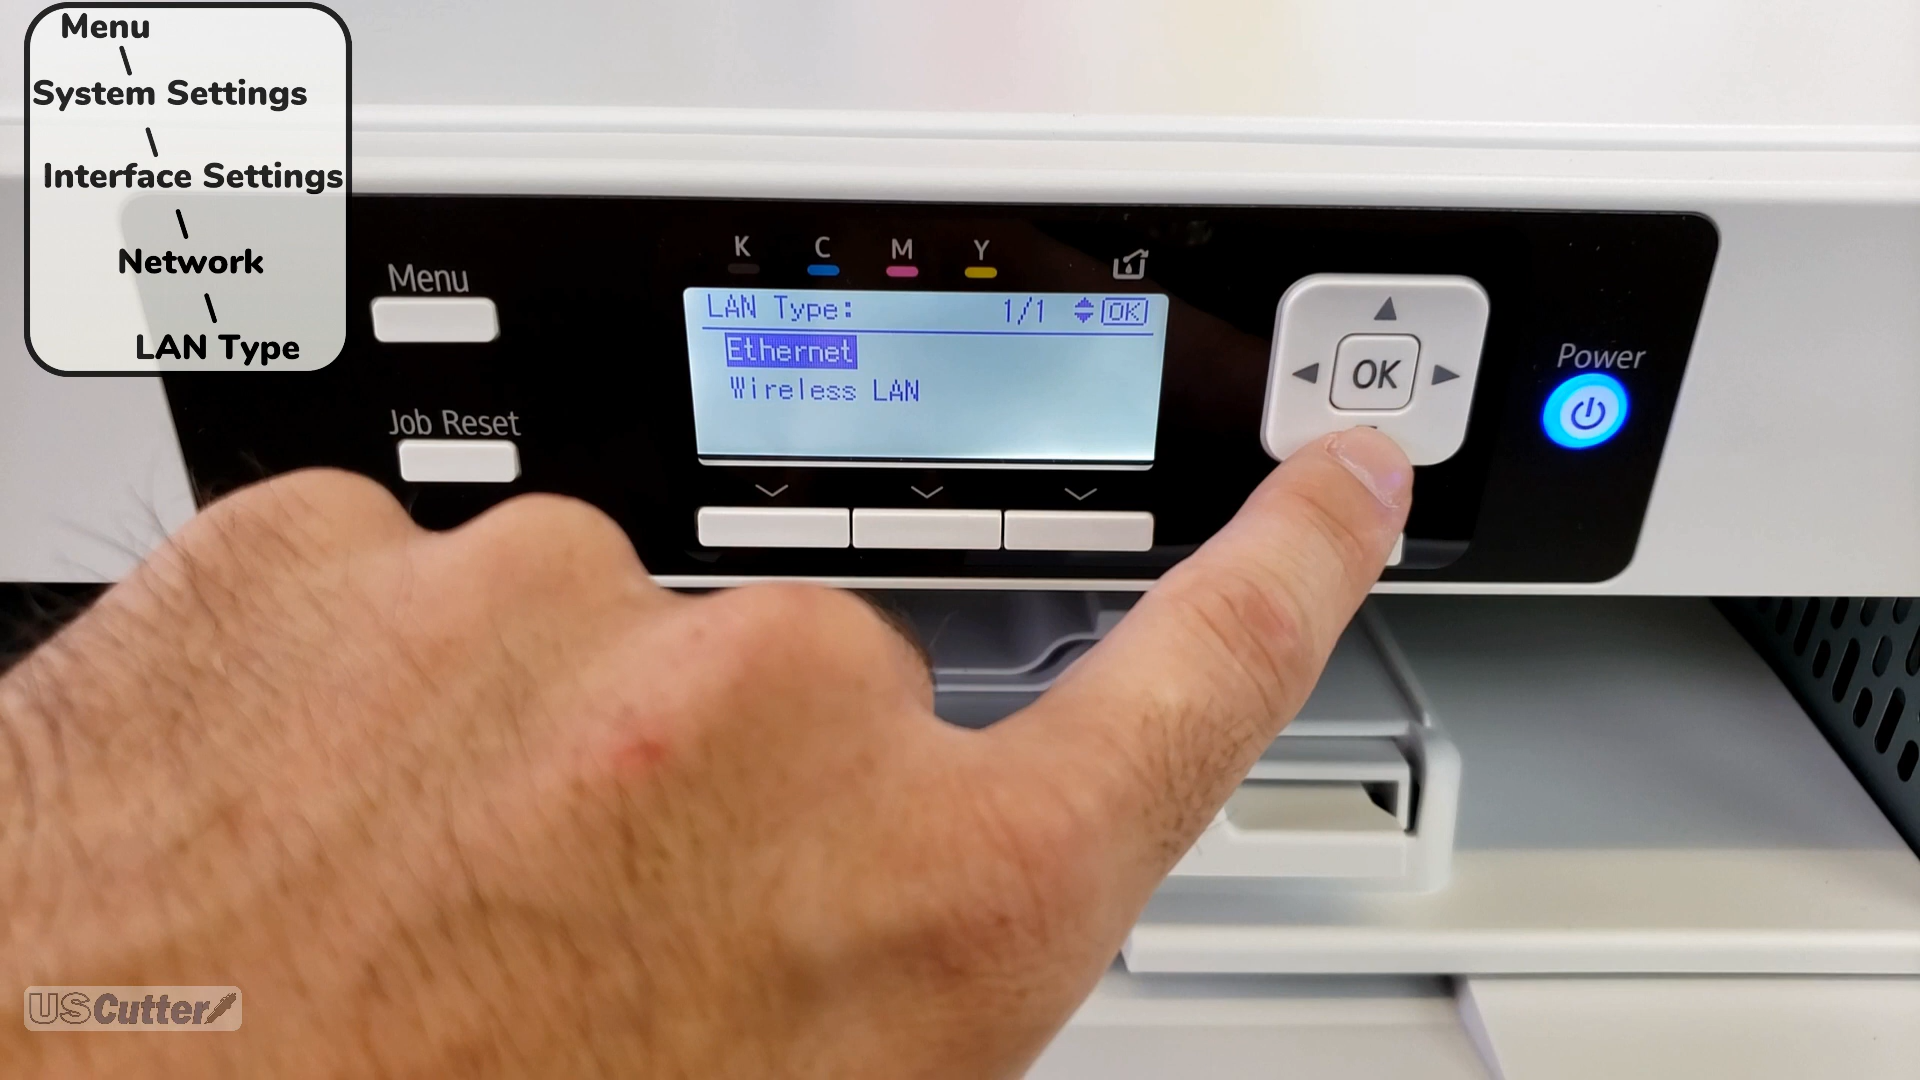 Menu
System Settings
Interface Settings
Network
LAN Type
K C M Y
Menu
LAN Type: 1/1 OK
Ethernet
Wireless LAN
OK
Power
Job Reset
USCutter